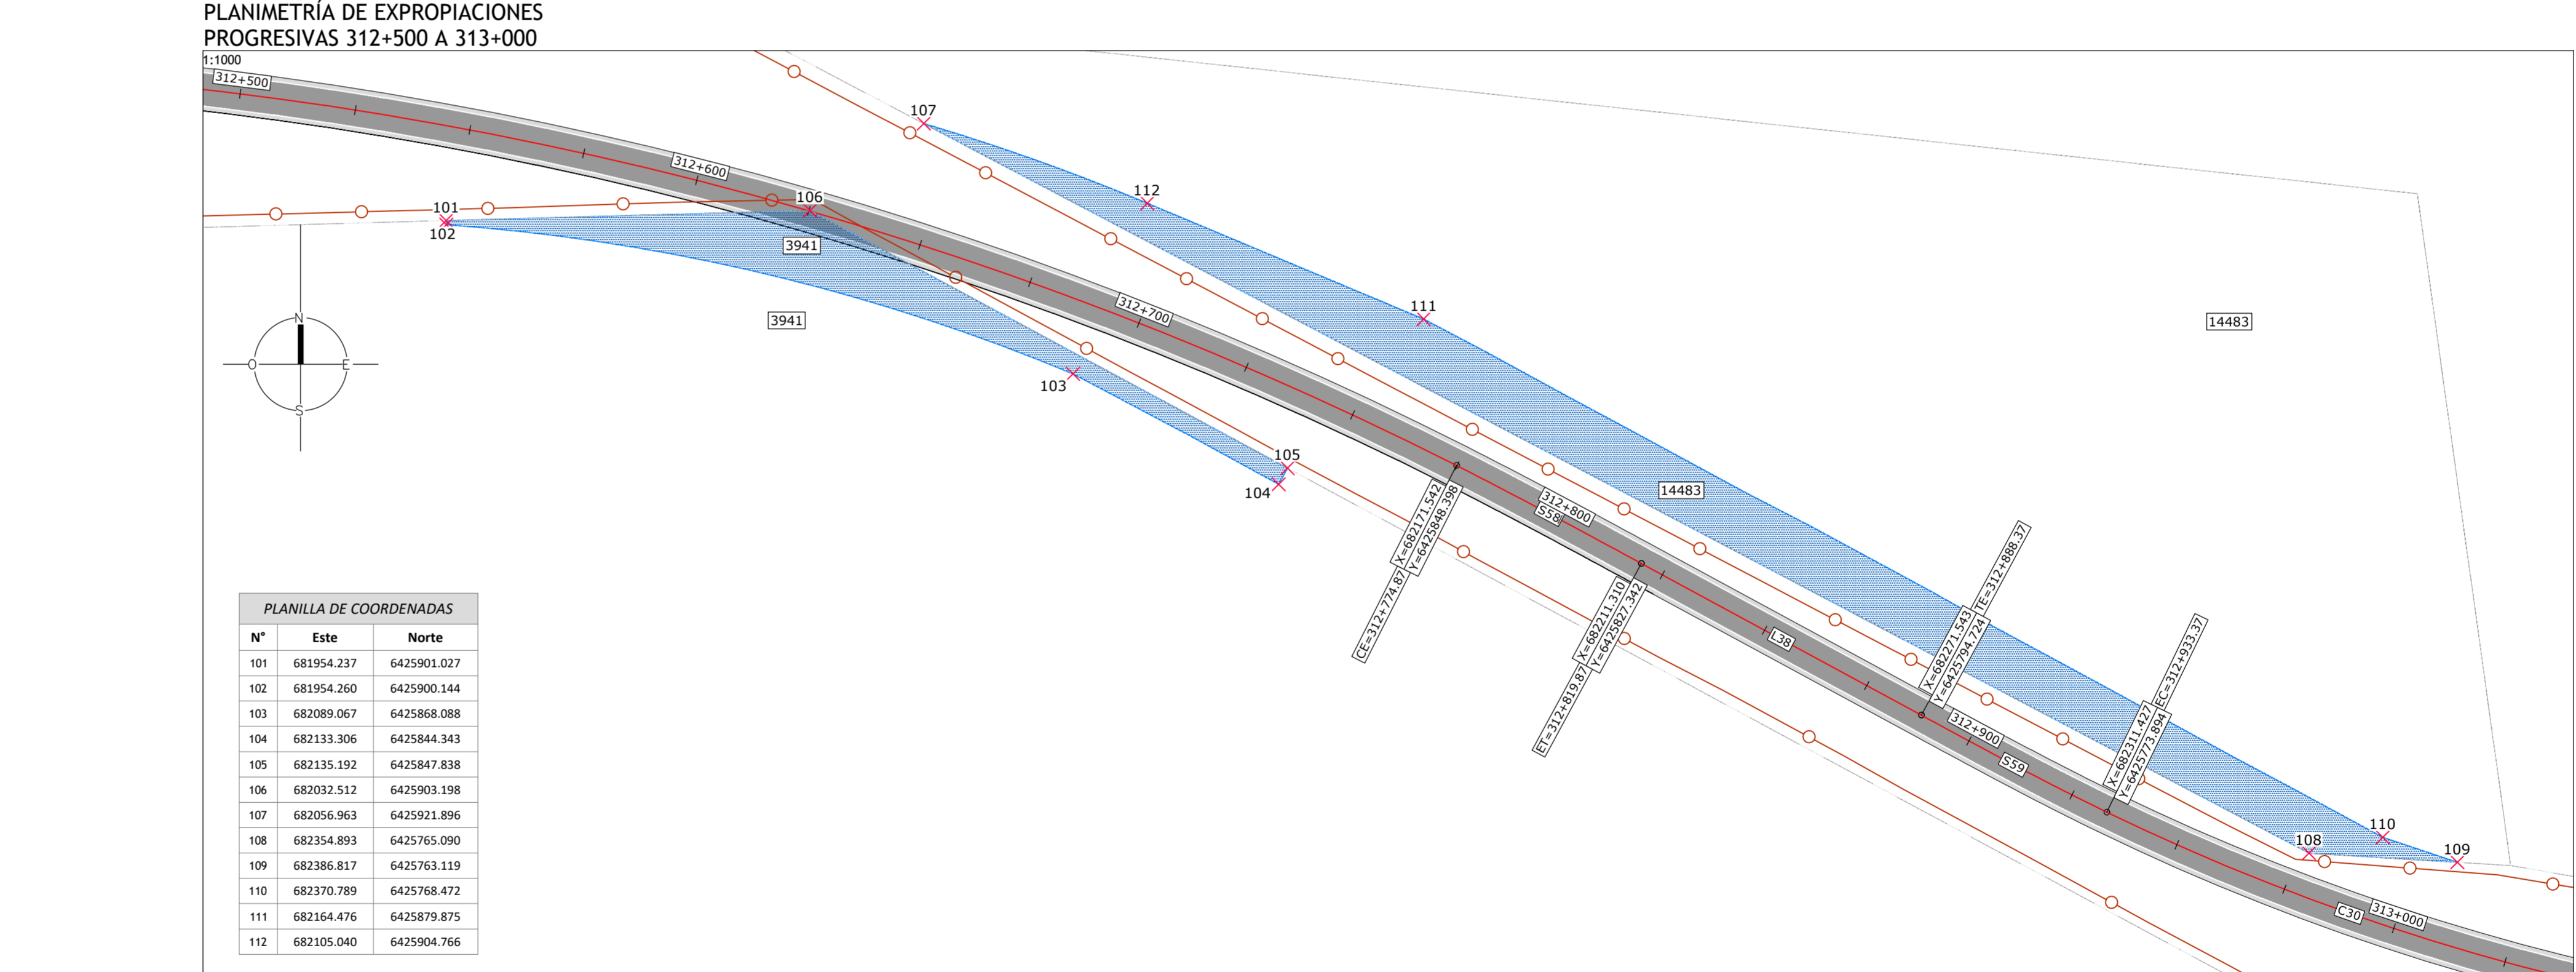 PLANIMETRÍA DE EXPROPIACIONES
PROGRESIVAS 312+500 A 313+000
1:1000
312+500
107
312+600
106
112
101
102
3941
3941
312+700
111
14483
N
O
E
S
103
105
104
14483
312+800
S58
X=682171.542
Y=6425848.398
CE=312+774.87
X=682211.310
Y=6425827.342
ET=312+819.87
L38
TE=312+888.37
X=682271.543
Y=6425794.724
312+900
S59
EC=312+933.37
X=682311.427
Y=6425773.894
110
108
109
C30
313+000
PLANILLA DE COORDENADAS
N° Este Norte
101 681954.237 6425901.027
102 681954.260 6425900.144
103 682089.067 6425868.088
104 682133.306 6425844.343
105 682135.192 6425847.838
106 682032.512 6425903.198
107 682056.963 6425921.896
108 682354.893 6425765.090
109 682386.817 6425763.119
110 682370.789 6425768.472
111 682164.476 6425879.875
112 682105.040 6425904.766